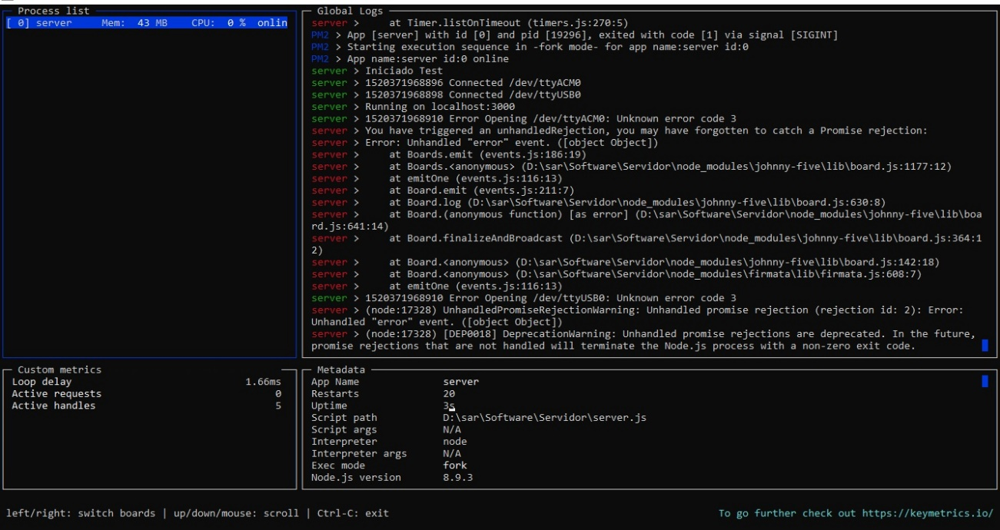 Process list
[ 0] server     Mem:  43 MB    CPU:  0 %  onlin
Global Logs
server >     at Timer.listOnTimeout (timers.js:270:5)
PM2 > App [server] with id [0] and pid [19296], exited with code [1] via signal [SIGINT]
PM2 > Starting execution sequence in -fork mode- for app name:server id:0
PM2 > App name:server id:0 online
server > Iniciado Test
server > 1520371968896 Connected /dev/ttyACM0
server > 1520371968898 Connected /dev/ttyUSB0
server > Running on localhost:3000
server > 1520371968910 Error Opening /dev/ttyACM0: Unknown error code 3
server > You have triggered an unhandledRejection, you may have forgotten to catch a Promise rejection:
server > Error: Unhandled "error" event. ([object Object])
server >     at Boards.emit (events.js:186:19)
server >     at Boards.<anonymous> (D:\sar\Software\Servidor\node_modules\johnny-five\lib\board.js:1177:12)
server >     at emitOne (events.js:116:13)
server >     at Board.emit (events.js:211:7)
server >     at Board.log (D:\sar\Software\Servidor\node_modules\johnny-five\lib\board.js:630:8)
server >     at Board.(anonymous function) [as error] (D:\sar\Software\Servidor\node_modules\johnny-five\lib\boa
rd.js:641:14)
server >     at Board.finalizeAndBroadcast (D:\sar\Software\Servidor\node_modules\johnny-five\lib\board.js:364:1
2)
server >     at Board.<anonymous> (D:\sar\Software\Servidor\node_modules\johnny-five\lib\board.js:142:18)
server >     at Board.<anonymous> (D:\sar\Software\Servidor\node_modules\firmata\lib\firmata.js:608:7)
server >     at emitOne (events.js:116:13)
server > 1520371968910 Error Opening /dev/ttyUSB0: Unknown error code 3
server > (node:17328) UnhandledPromiseRejectionWarning: Unhandled promise rejection (rejection id: 2): Error:
Unhandled "error" event. ([object Object])
server > (node:17328) [DEP0018] DeprecationWarning: Unhandled promise rejections are deprecated. In the future,
promise rejections that are not handled will terminate the Node.js process with a non-zero exit code.
Custom metrics
Loop delay 1.66ms
Active requests 0
Active handles 5
Metadata
App Name server
Restarts 20
Uptime 3s
Script path D:\sar\Software\Servidor\server.js
Script args N/A
Interpreter node
Interpreter args N/A
Exec mode fork
Node.js version 8.9.3
left/right: switch boards | up/down/mouse: scroll | Ctrl-C: exit
To go further check out https://keymetrics.io/